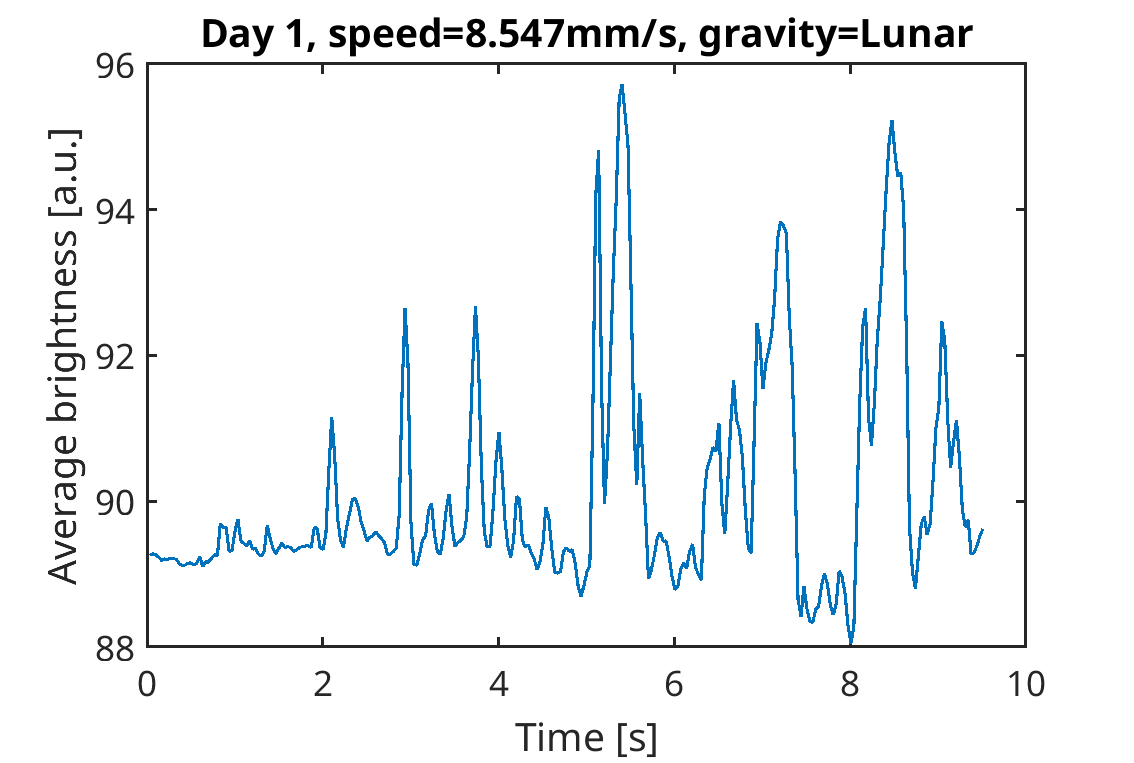 Day 1, speed=8.547mm/s, gravity=Lunar
Average brightness [a.u.]
96
94
92
90
88
0 2 4 6 8 10
Time [s]